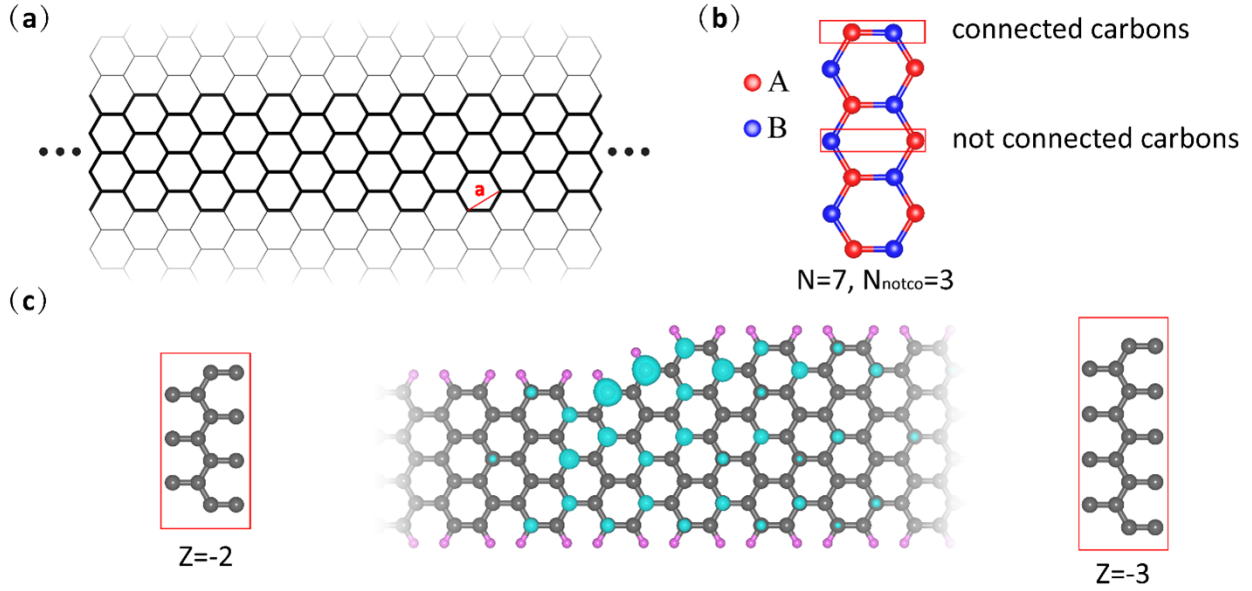 (a)
a
(b)
connected carbons
A
B
not connected carbons
N=7, Nnotco=3
(c)
Z=-2
Z=-3